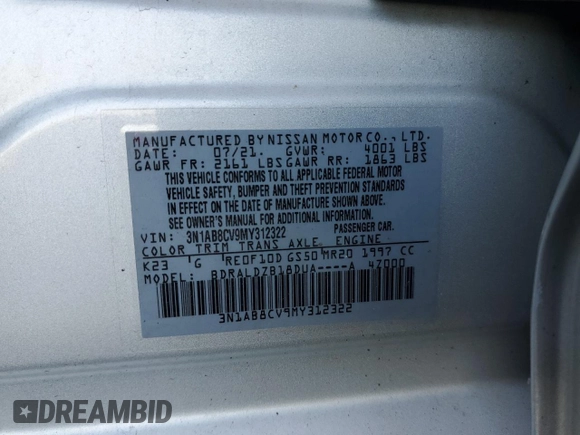 MANUFACTURED BY NISSAN MOTOR CO., LTD.
DATE: 07/21. GVWR: 4001 LBS
GAWR FR: 2161 LBS GAWR RR: 1863 LBS
THIS VEHICLE CONFORMS TO ALL APPLICABLE FEDERAL MOTOR
VEHICLE SAFETY, BUMPER AND THEFT PREVENTION STANDARDS
IN EFFECT ON THE DATE OF MANUFACTURE SHOWN ABOVE.
SEE OWNER'S MANUAL FOR ADDITIONAL INFORMATION.
VIN: 3N1AB8CV9MY312322 PASSENGER CAR.
COLOR TRIM TRANS AXLE ENGINE
K23 G RE0F10D GS50 MR20 1997 CC
MODEL: BDRALDZB18DUA----A 4Z000
3N1AB8CV9MY312322
DREAMBID